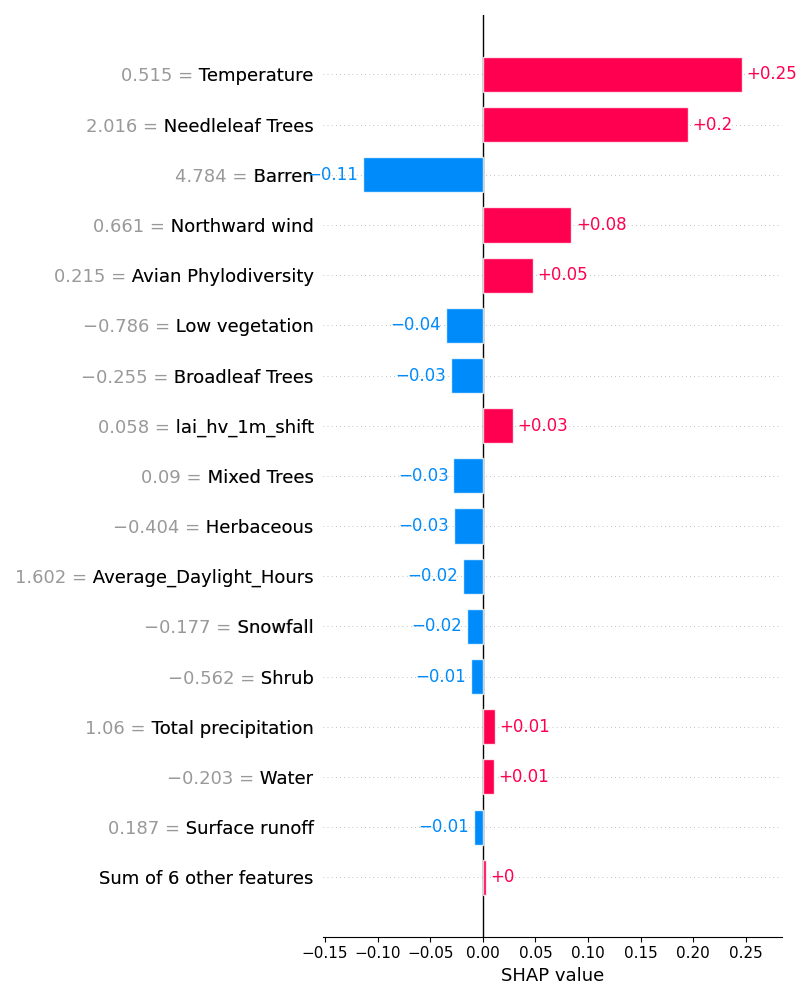 0.515 = Temperature +0.25
2.016 = Needleleaf Trees +0.2
4.784 = Barren −0.11
0.661 = Northward wind +0.08
0.215 = Avian Phylodiversity +0.05
−0.786 = Low vegetation −0.04
−0.255 = Broadleaf Trees −0.03
0.058 = lai_hv_1m_shift +0.03
0.09 = Mixed Trees −0.03
−0.404 = Herbaceous −0.03
1.602 = Average_Daylight_Hours −0.02
−0.177 = Snowfall −0.02
−0.562 = Shrub −0.01
1.06 = Total precipitation +0.01
−0.203 = Water +0.01
0.187 = Surface runoff −0.01
Sum of 6 other features +0
−0.15 −0.10 −0.05 0.00 0.05 0.10 0.15 0.20 0.25
SHAP value